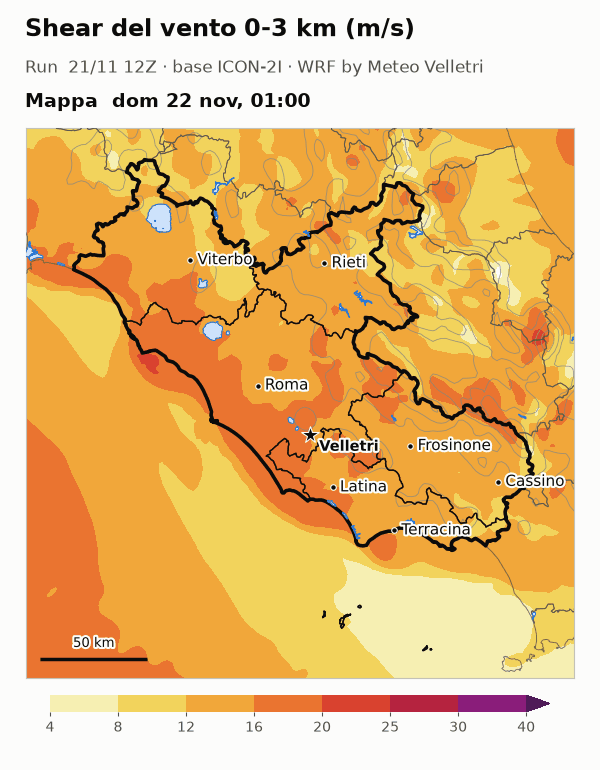 Shear del vento 0-3 km (m/s)
Run  21/11 12Z · base ICON-2I · WRF by Meteo Velletri
Mappa  dom 22 nov, 01:00
Viterbo
Rieti
Roma
Velletri
Frosinone
Latina
Cassino
Terracina
50 km
4 8 12 16 20 25 30 40